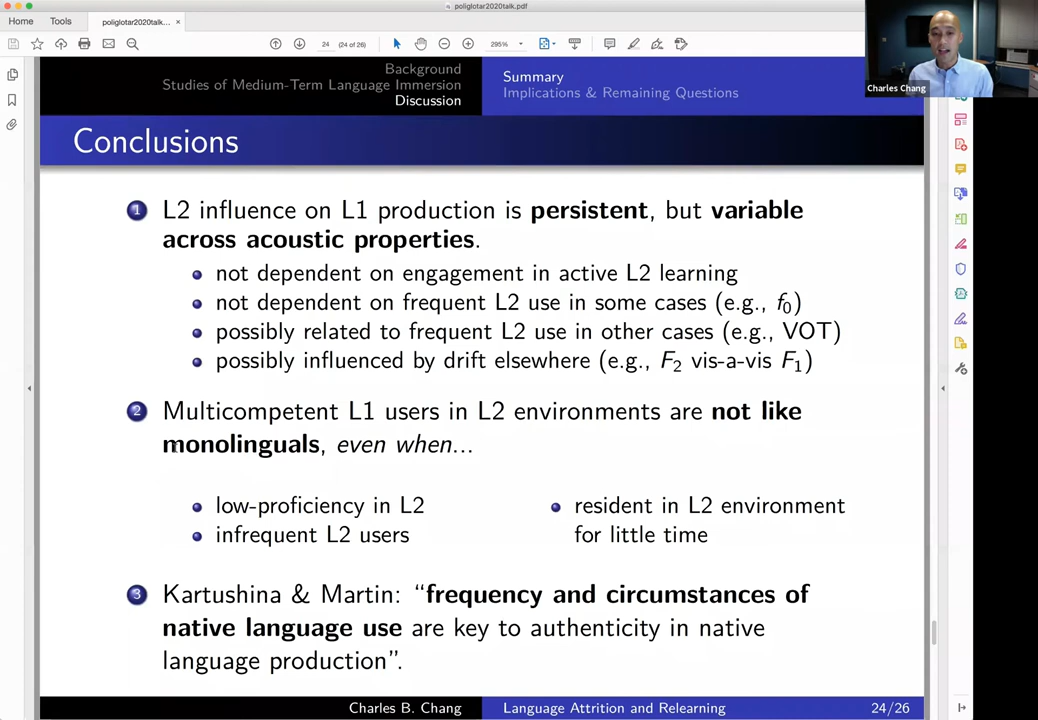 poliglotar2020talk.pdf
Home
Tools
poliglotar2020talk...
24
(24 of 26)
295%
Charles Chang
Background
Studies of Medium-Term Language Immersion
Discussion
Summary
Implications & Remaining Questions
Conclusions
1 L2 influence on L1 production is persistent, but variable
across acoustic properties.
not dependent on engagement in active L2 learning
not dependent on frequent L2 use in some cases (e.g., f0)
possibly related to frequent L2 use in other cases (e.g., VOT)
possibly influenced by drift elsewhere (e.g., F2 vis-a-vis F1)
2 Multicompetent L1 users in L2 environments are not like
monolinguals, even when...
low-proficiency in L2
infrequent L2 users
resident in L2 environment
for little time
3 Kartushina & Martin: “frequency and circumstances of
native language use are key to authenticity in native
language production”.
Charles B. Chang
Language Attrition and Relearning
24/26